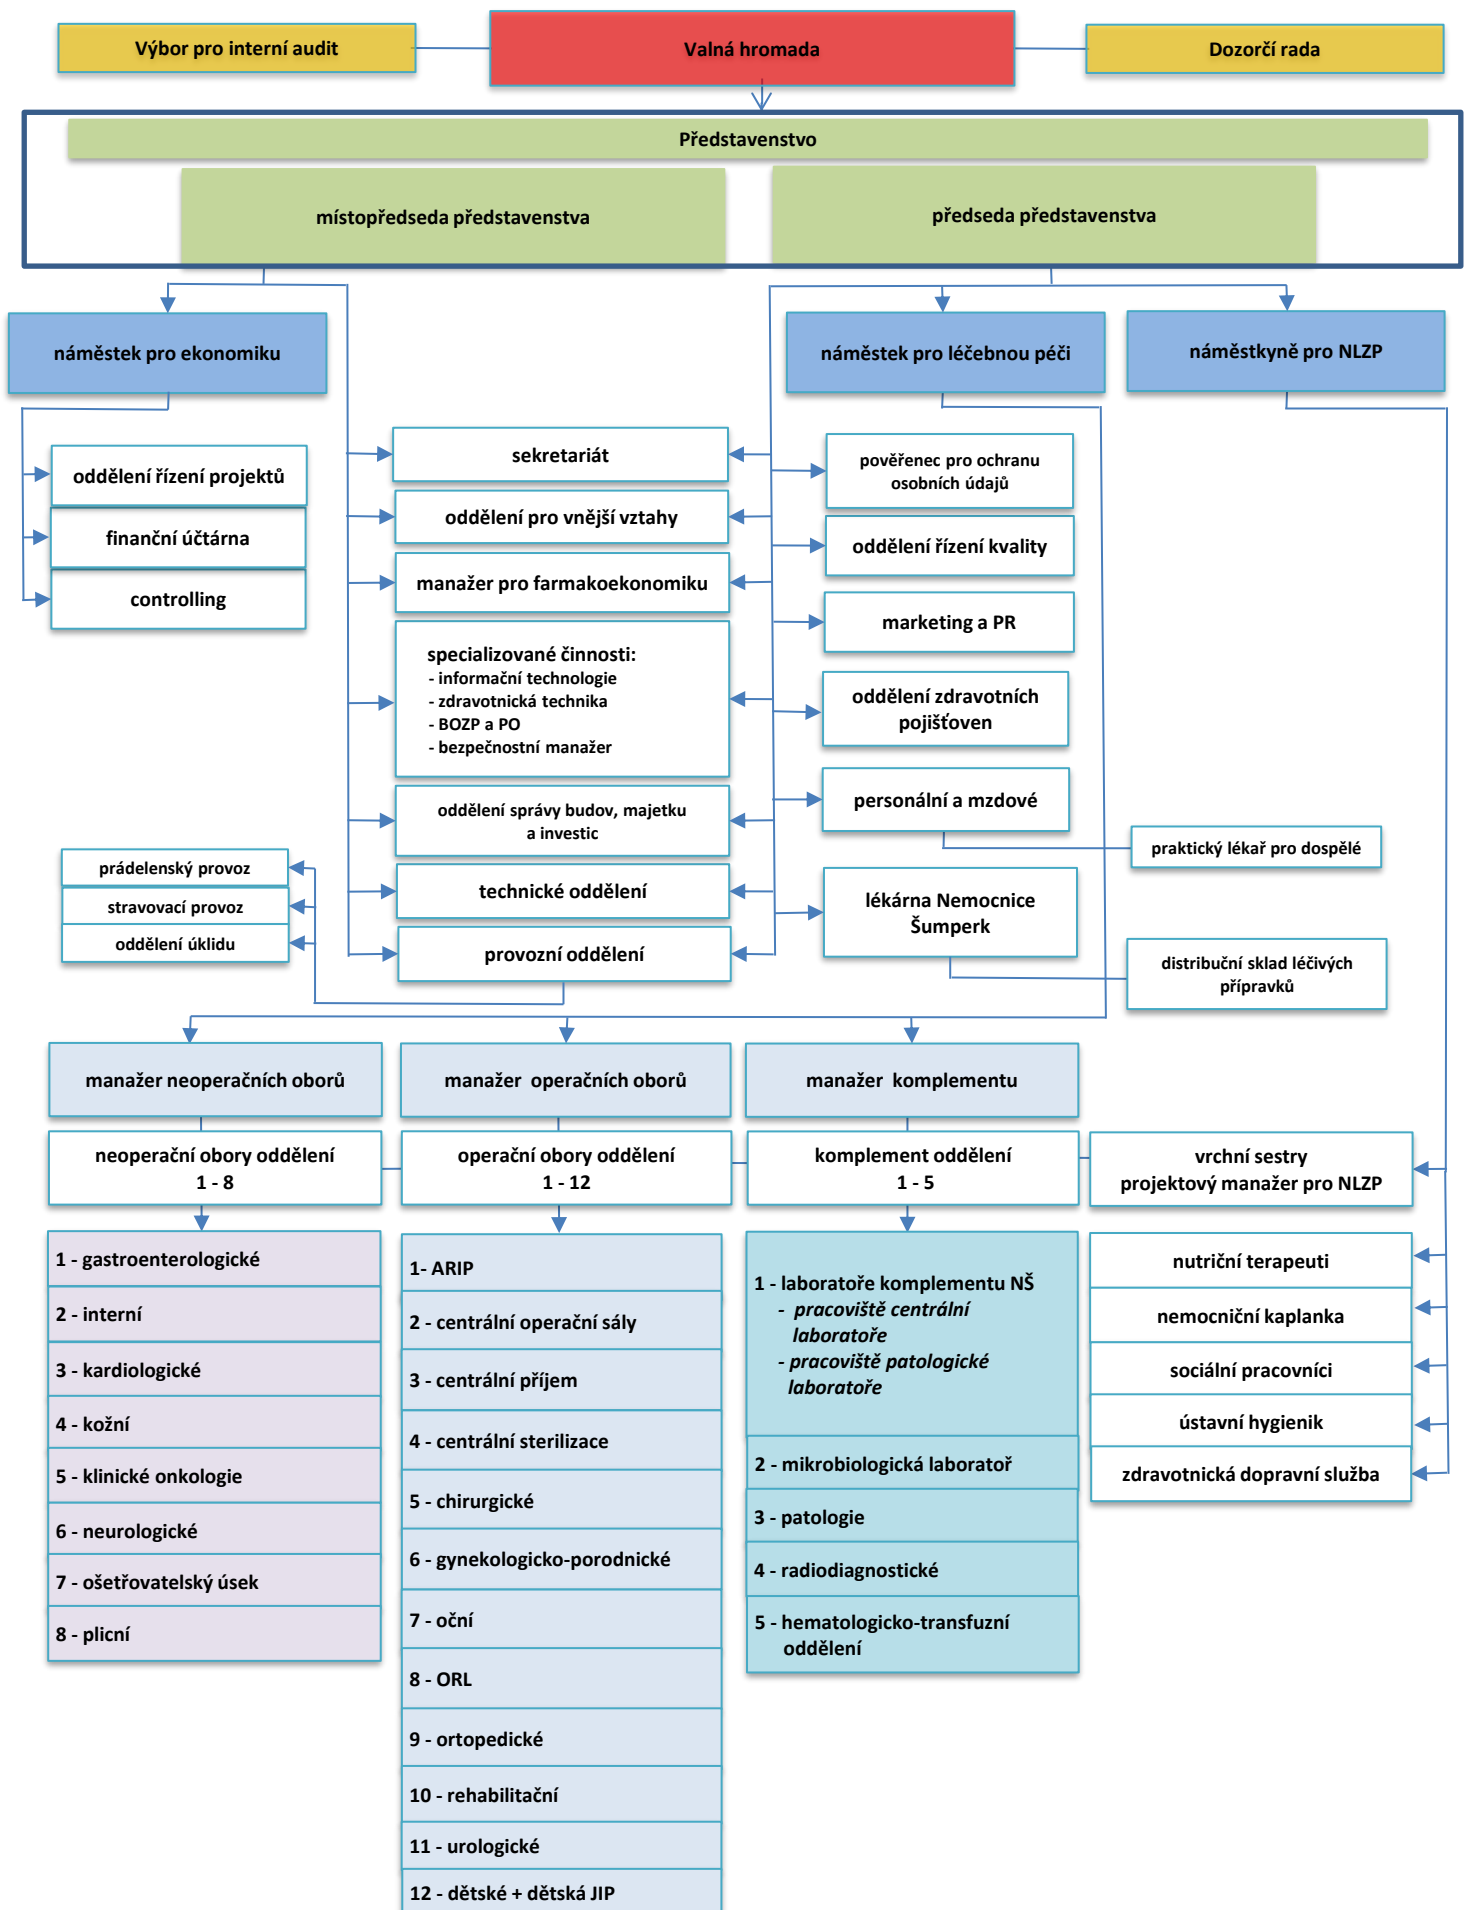 Výbor pro interní audit
Valná hromada
Dozorčí rada
Představenstvo
místopředseda představenstva
předseda představenstva
náměstek pro ekonomiku
náměstek pro léčebnou péči
náměstkyně pro NLZP
oddělení řízení projektů
finanční účtárna
controlling
sekretariát
oddělení pro vnější vztahy
manažer pro farmakoekonomiku
specializované činnosti:
- informační technologie
- zdravotnická technika
- BOZP a PO
- bezpečnostní manažer
oddělení správy budov, majetku
a investic
technické oddělení
provozní oddělení
pověřenec pro ochranu
osobních údajů
oddělení řízení kvality
marketing a PR
oddělení zdravotních
pojišťoven
personální a mzdové
lékárna Nemocnice
Šumperk
praktický lékař pro dospělé
distribuční sklad léčivých
přípravků
prádelenský provoz
stravovací provoz
oddělení úklidu
manažer neoperačních oborů
manažer  operačních oborů
manažer  komplementu
neoperační obory oddělení
1 - 8
operační obory oddělení
1 - 12
komplement oddělení
1 - 5
vrchní sestry
projektový manažer pro NLZP
1 - gastroenterologické
2 - interní
3 - kardiologické
4 - kožní
5 - klinické onkologie
6 - neurologické
7 - ošetřovatelský úsek
8 - plicní
1- ARIP
2 - centrální operační sály
3 - centrální příjem
4 - centrální sterilizace
5 - chirurgické
6 - gynekologicko-porodnické
7 - oční
8 - ORL
9 - ortopedické
10 - rehabilitační
11 - urologické
12 - dětské + dětská JIP
1 - laboratoře komplementu NŠ
- pracoviště centrální
laboratoře
- pracoviště patologické
laboratoře
2 - mikrobiologická laboratoř
3 - patologie
4 - radiodiagnostické
5 - hematologicko-transfuzní
oddělení
nutriční terapeuti
nemocniční kaplanka
sociální pracovníci
ústavní hygienik
zdravotnická dopravní služba